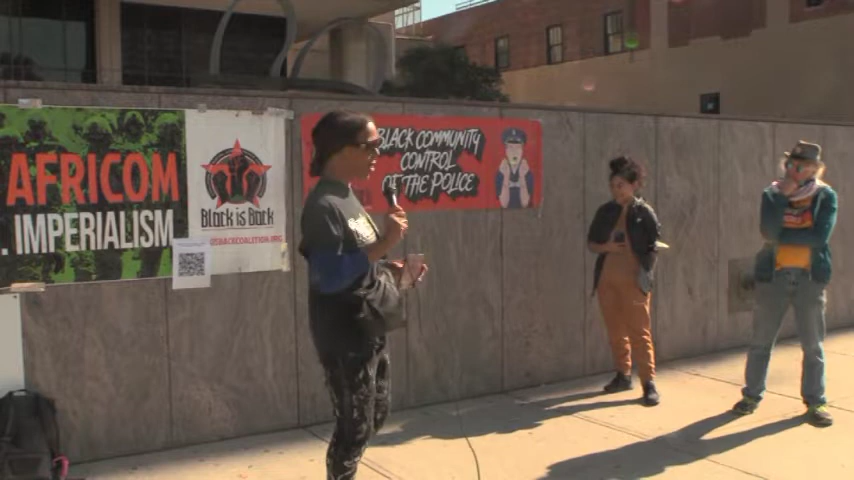 AFRICOM
. IMPERIALISM
Black is Back
BLACK COMMUNITY
CONTROL
OF THE POLICE